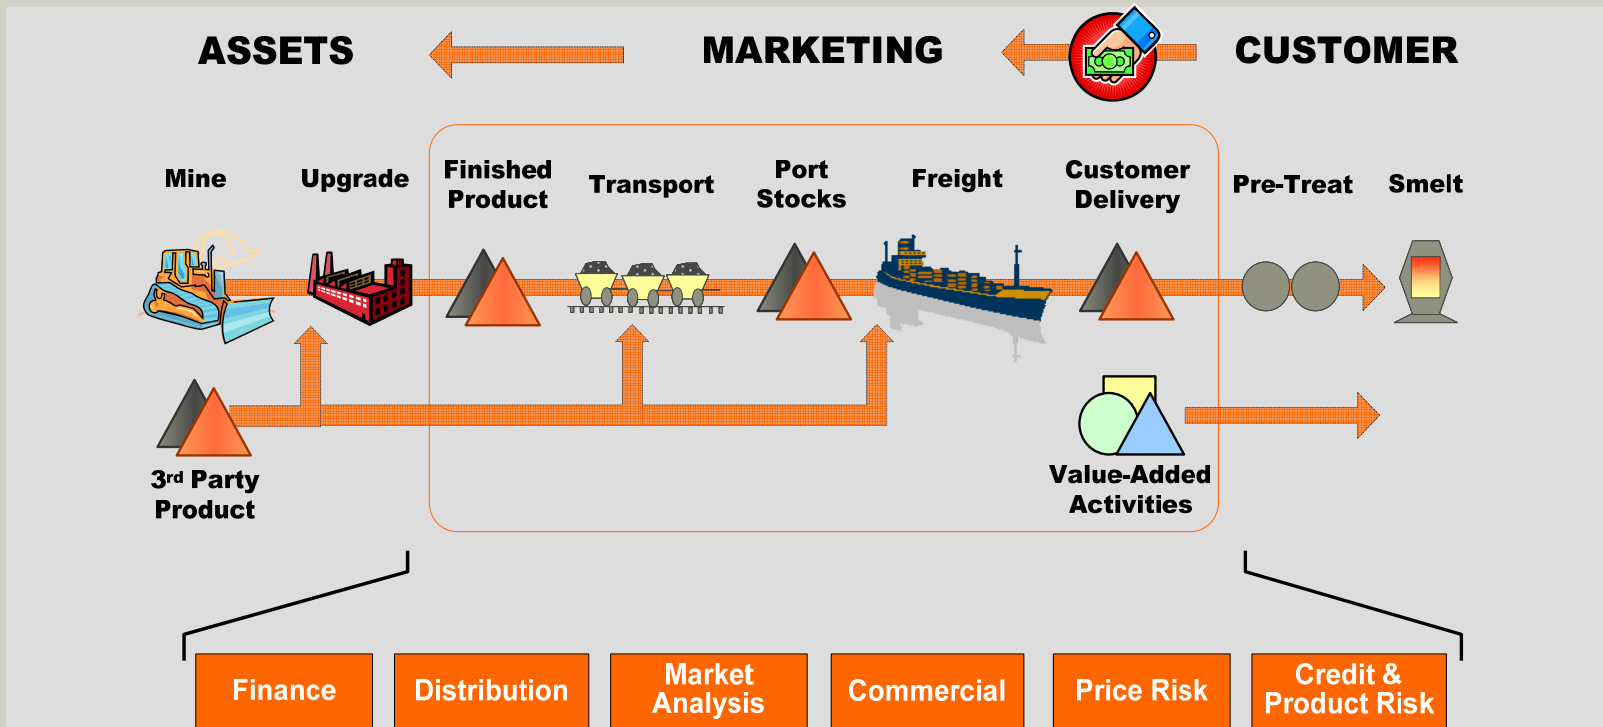 ASSETS
MARKETING
CUSTOMER
Mine
Upgrade
Finished
Product
Transport
Port
Stocks
Freight
Customer
Delivery
Pre-Treat
Smelt
3rd Party
Product
Value-Added
Activities
Finance
Distribution
Market
Analysis
Commercial
Price Risk
Credit &
Product Risk